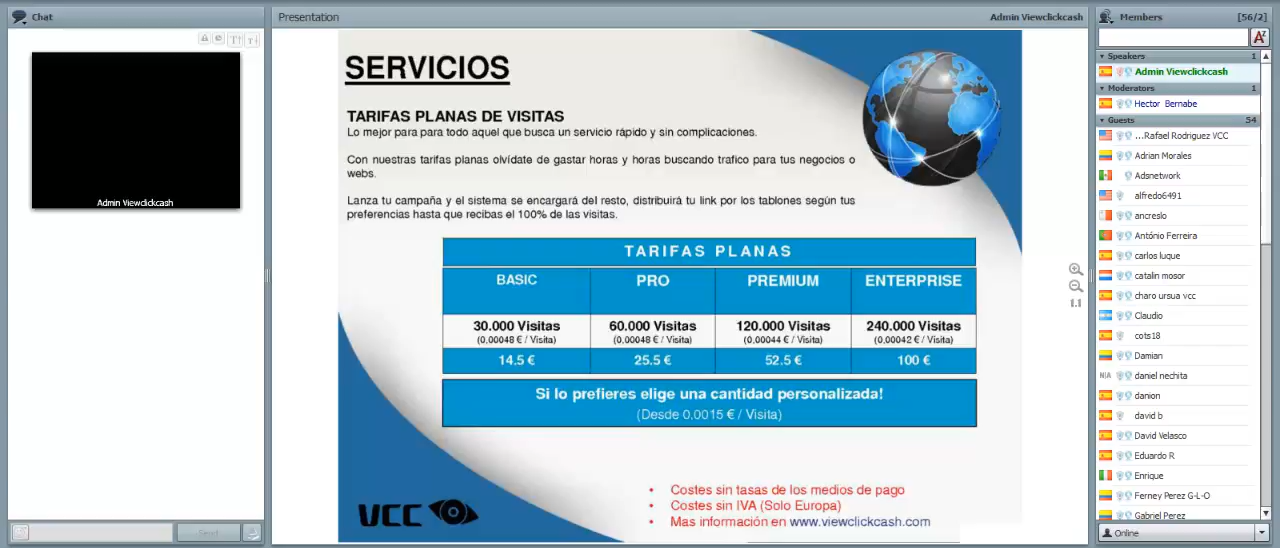 Chat
Presentation
Admin Viewclickcash
Members
[56/2]
Admin Viewclickcash
SERVICIOS
TARIFAS PLANAS DE VISITAS
Lo mejor para para todo aquel que busca un servicio rápido y sin complicaciones.
Con nuestras tarifas planas olvídate de gastar horas y horas buscando trafico para tus negocios o
webs.
Lanza tu campaña y el sistema se encargará del resto, distribuirá tu link por los tablones según tus
preferencias hasta que recibas el 100% de las visitas.
TARIFAS PLANAS
BASIC PRO PREMIUM ENTERPRISE
30.000 Visitas 60.000 Visitas 120.000 Visitas 240.000 Visitas
(0,00048 € / Visita) (0,00048 € / Visita) (0,00044 € / Visita) (0,00042 € / Visita)
14.5 € 25.5 € 52.5 € 100 €
Si lo prefieres elige una cantidad personalizada!
(Desde 0.0015 € / Visita)
VCC
• Costes sin tasas de los medios de pago
• Costes sin IVA (Solo Europa)
• Mas información en www.viewclickcash.com
1.1
Speakers 1
Admin Viewclickcash
Moderators 1
Hector Bernabe
Guests 54
...Rafael Rodriguez VCC
Adrian Morales
Adsnetwork
alfredo6491
ancreslo
António Ferreira
carlos luque
catalin mosor
charo ursua vcc
Claudio
cots18
Damian
N/A daniel nechita
danion
david b
David Velasco
Eduardo R
Enrique
Ferney Perez G-L-O
Gabriel Perez
Send
Online